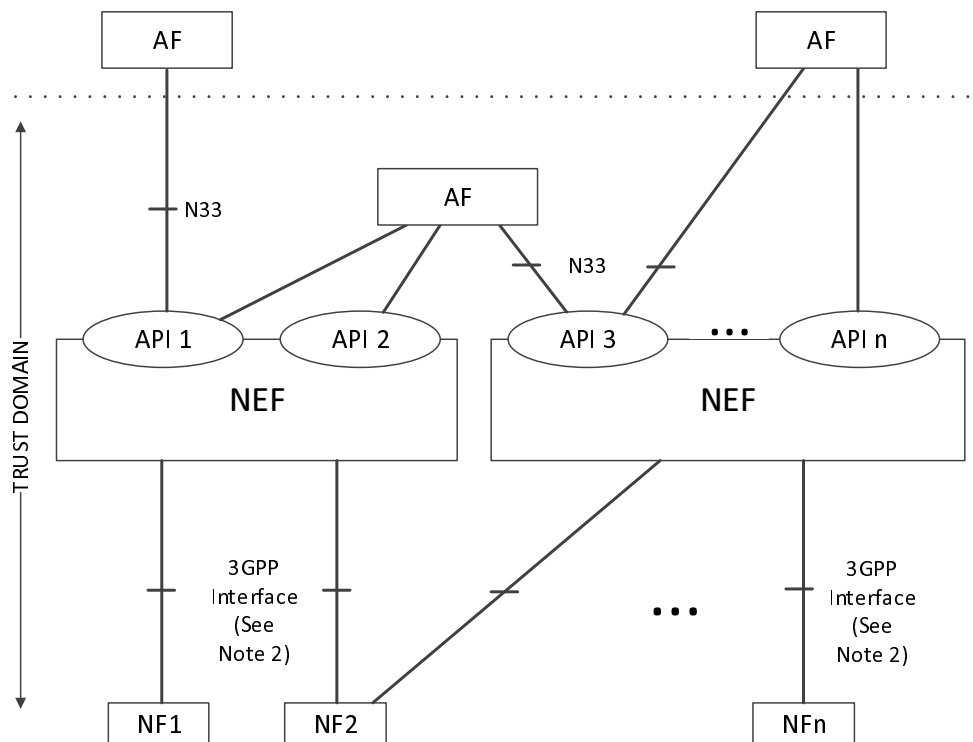 AF
AF
AF
N33
N33
TRUST DOMAIN
API 1
API 2
API 3
...
API n
NEF
NEF
3GPP
Interface
(See
Note 2)
...
3GPP
Interface
(See
Note 2)
NF1
NF2
NFn